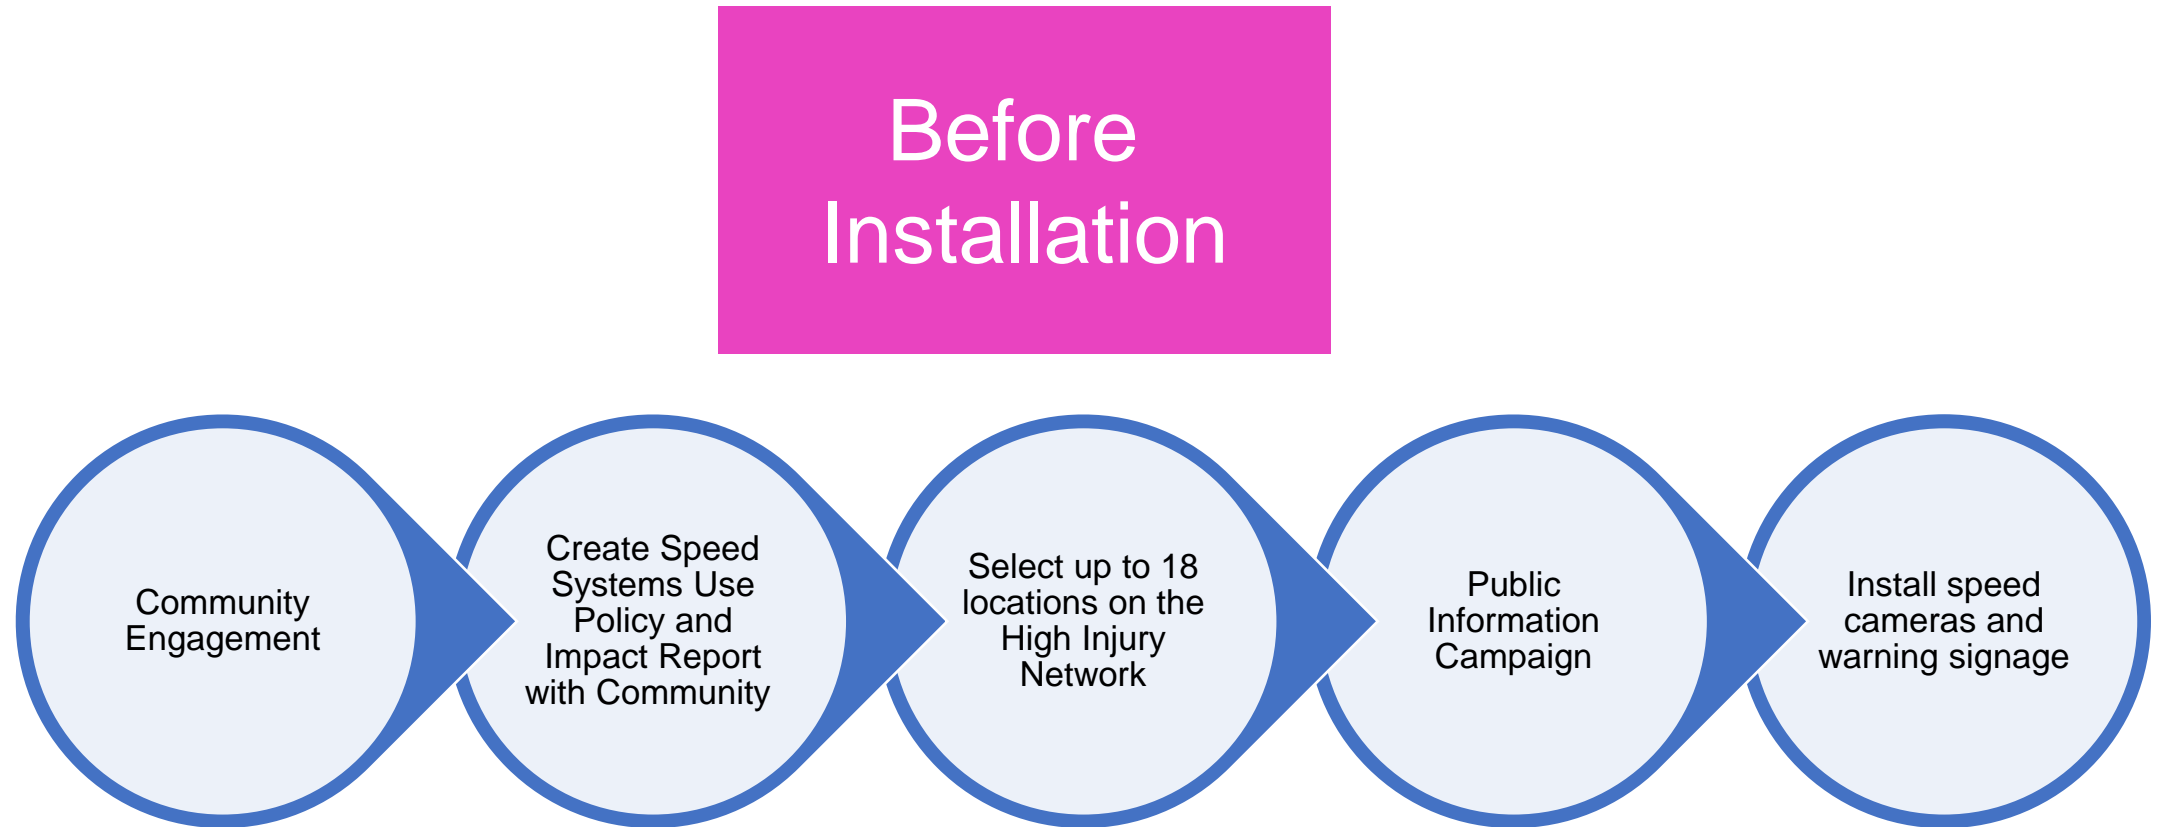 Before
Installation
Community
Engagement
Create Speed
Systems Use
Policy and
Impact Report
with Community
Select up to 18
locations on the
High Injury
Network
Public
Information
Campaign
Install speed
cameras and
warning signage